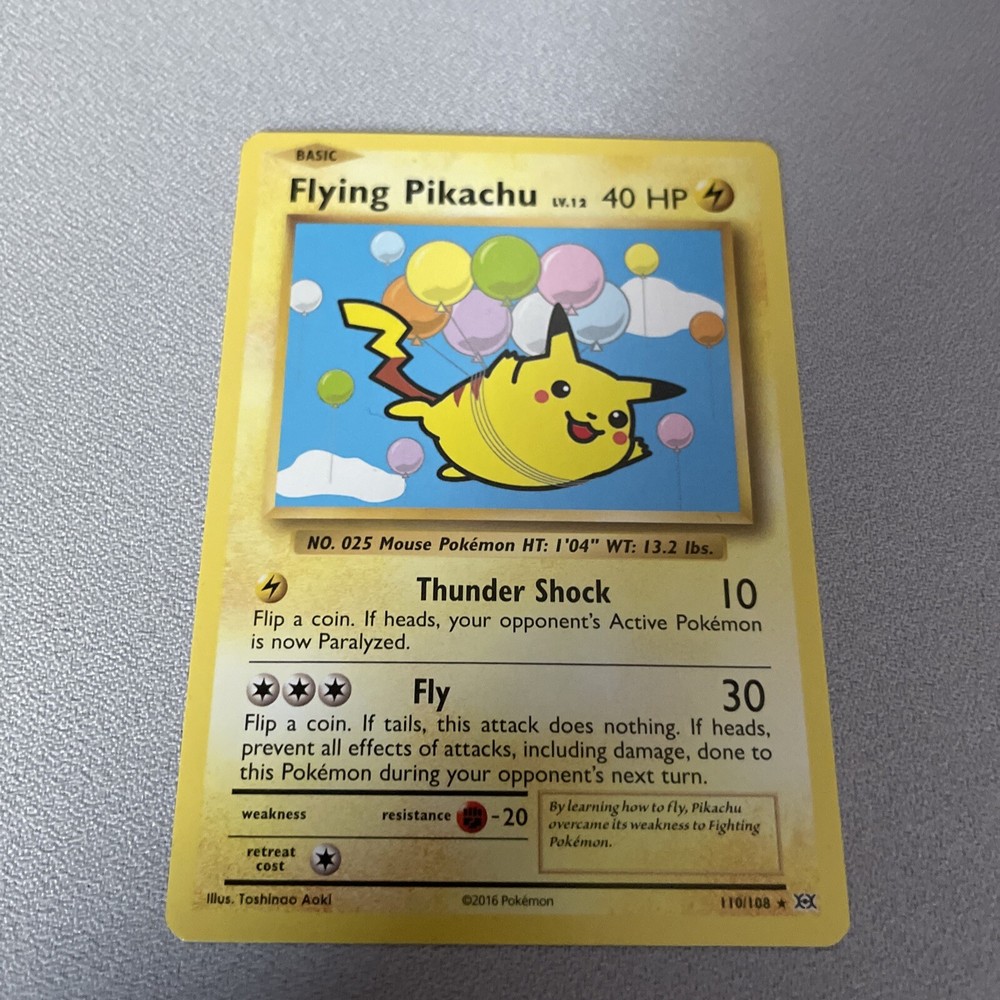 BASIC
Flying Pikachu LV.12 40 HP
NO. 025 Mouse Pokémon HT: 1'04" WT: 13.2 lbs.
Thunder Shock 10
Flip a coin. If heads, your opponent's Active Pokémon
is now Paralyzed.
Fly 30
Flip a coin. If tails, this attack does nothing. If heads,
prevent all effects of attacks, including damage, done to
this Pokémon during your opponent's next turn.
weakness resistance -20
retreat
cost
By learning how to fly, Pikachu
overcame its weakness to Fighting
Pokémon.
Illus. Toshinao Aoki ©2016 Pokémon 110/108